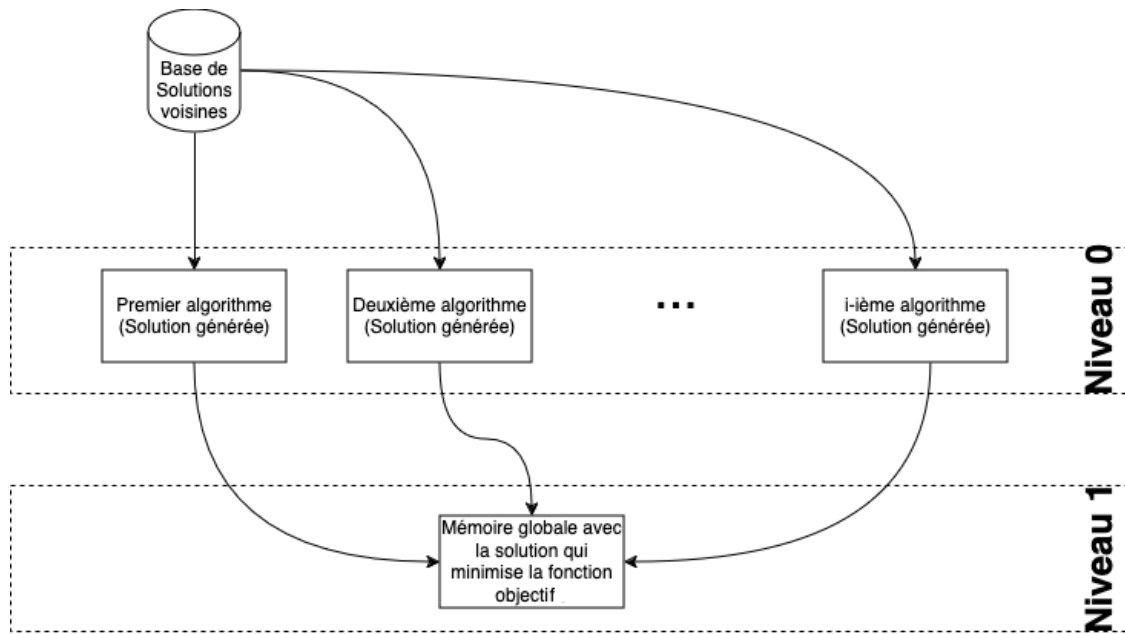 Base de
Solutions
voisines
Premier algorithme
(Solution générée)
Deuxième algorithme
(Solution générée)
...
i-ième algorithme
(Solution générée)
Niveau 0
Mémoire globale avec
la solution qui
minimise la fonction
objectif
Niveau 1